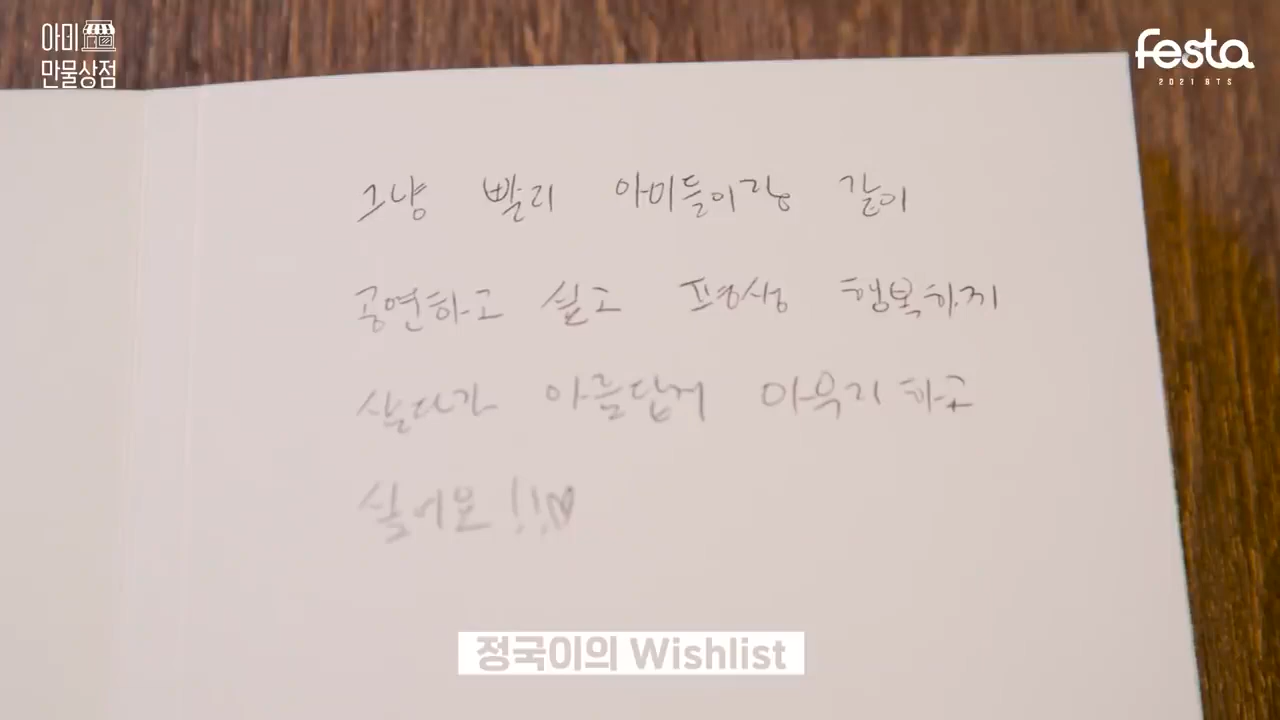 아미
만물상점
festa
2021 BTS
그냥 빨리 아미들이랑 같이
공연하고 싶고 평생 행복하게
살다가 아름답게 마무리하고
싶어요!!♥
정국이의 Wishlist